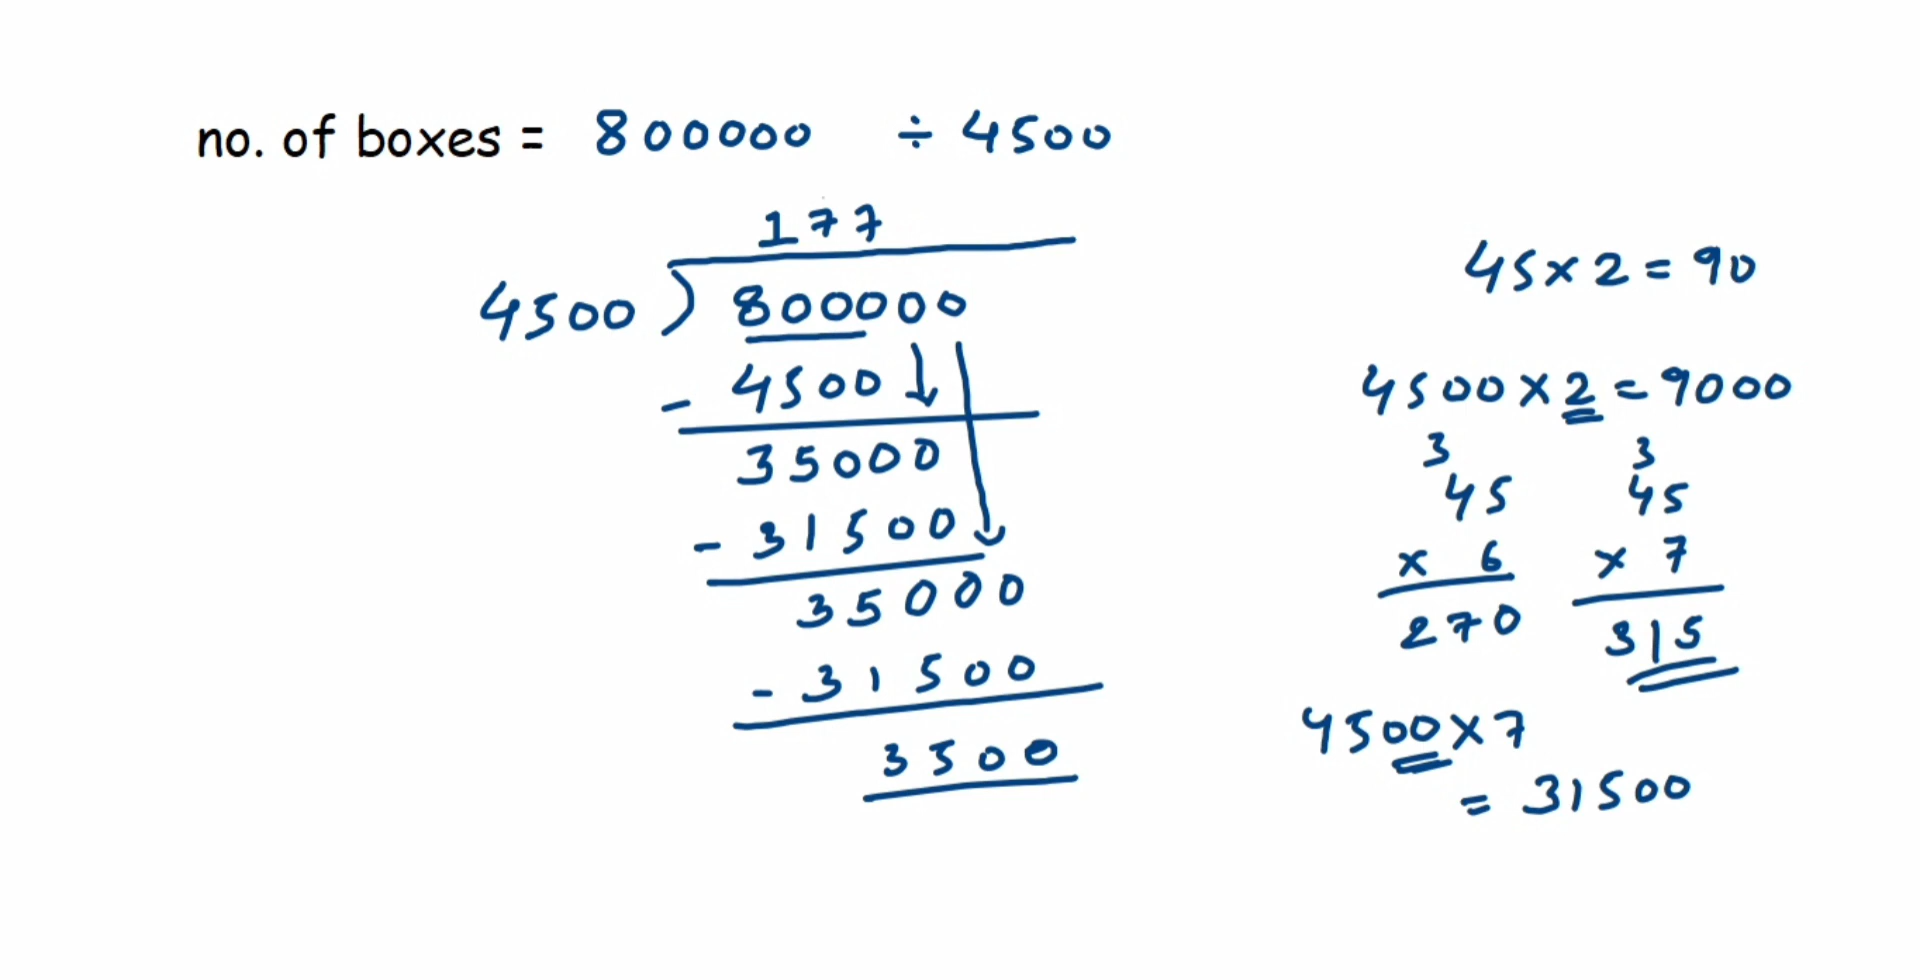 no. of boxes = 800000 ÷ 4500
177
4500 ) 800000
- 4500
35000
- 31500
35000
- 31500
3500
45 x 2 = 90
4500 x 2 = 9000
3
45
x 6
270
3
45
x 7
315
4500 x 7
= 31500